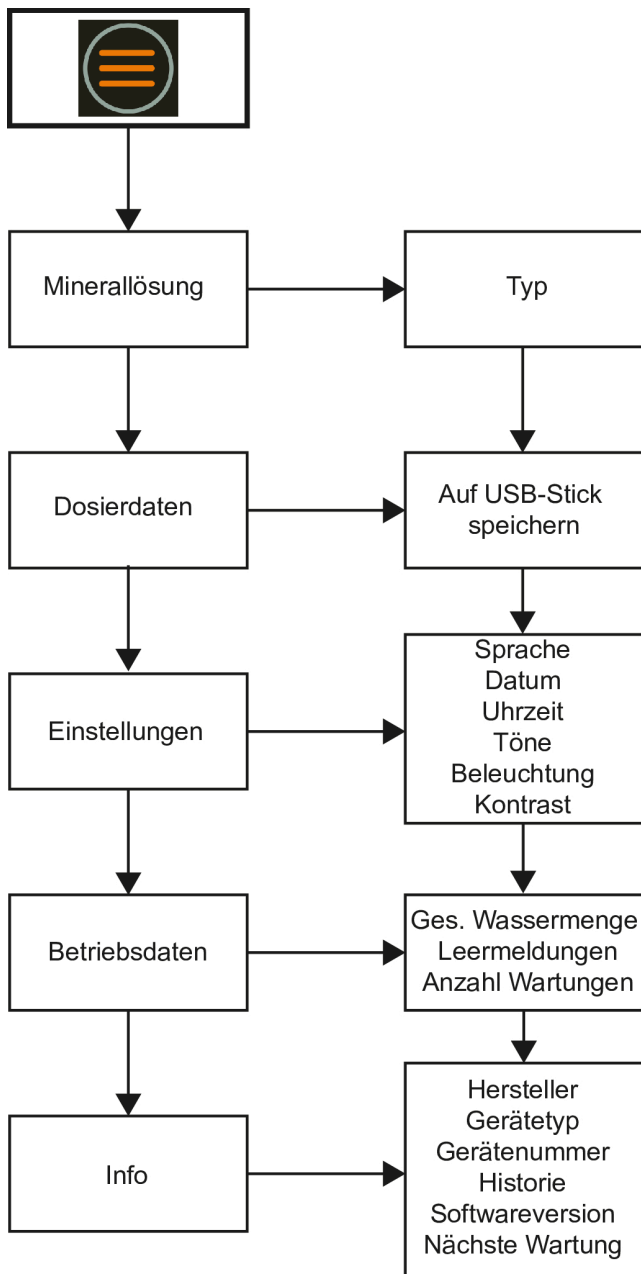 Minerallösung
Typ
Dosierdaten
Auf USB-Stick
speichern
Einstellungen
Sprache
Datum
Uhrzeit
Töne
Beleuchtung
Kontrast
Betriebsdaten
Ges. Wassermenge
Leermeldungen
Anzahl Wartungen
Info
Hersteller
Gerätetyp
Gerätenummer
Historie
Softwareversion
Nächste Wartung